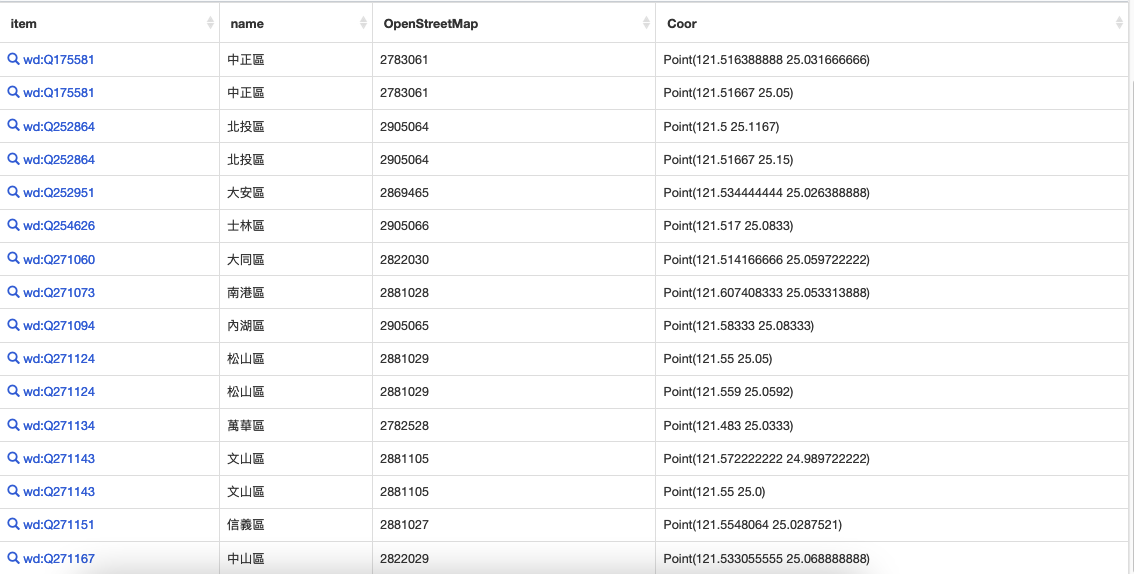 item name OpenStreetMap Coor
wd:Q175581 中正區 2783061 Point(121.516388888 25.031666666)
wd:Q175581 中正區 2783061 Point(121.51667 25.05)
wd:Q252864 北投區 2905064 Point(121.5 25.1167)
wd:Q252864 北投區 2905064 Point(121.51667 25.15)
wd:Q252951 大安區 2869465 Point(121.534444444 25.026388888)
wd:Q254626 士林區 2905066 Point(121.517 25.0833)
wd:Q271060 大同區 2822030 Point(121.514166666 25.059722222)
wd:Q271073 南港區 2881028 Point(121.607408333 25.053313888)
wd:Q271094 內湖區 2905065 Point(121.58333 25.08333)
wd:Q271124 松山區 2881029 Point(121.55 25.05)
wd:Q271124 松山區 2881029 Point(121.559 25.0592)
wd:Q271134 萬華區 2782528 Point(121.483 25.0333)
wd:Q271143 文山區 2881105 Point(121.572222222 24.989722222)
wd:Q271143 文山區 2881105 Point(121.55 25.0)
wd:Q271151 信義區 2881027 Point(121.5548064 25.0287521)
wd:Q271167 中山區 2822029 Point(121.533055555 25.068888888)